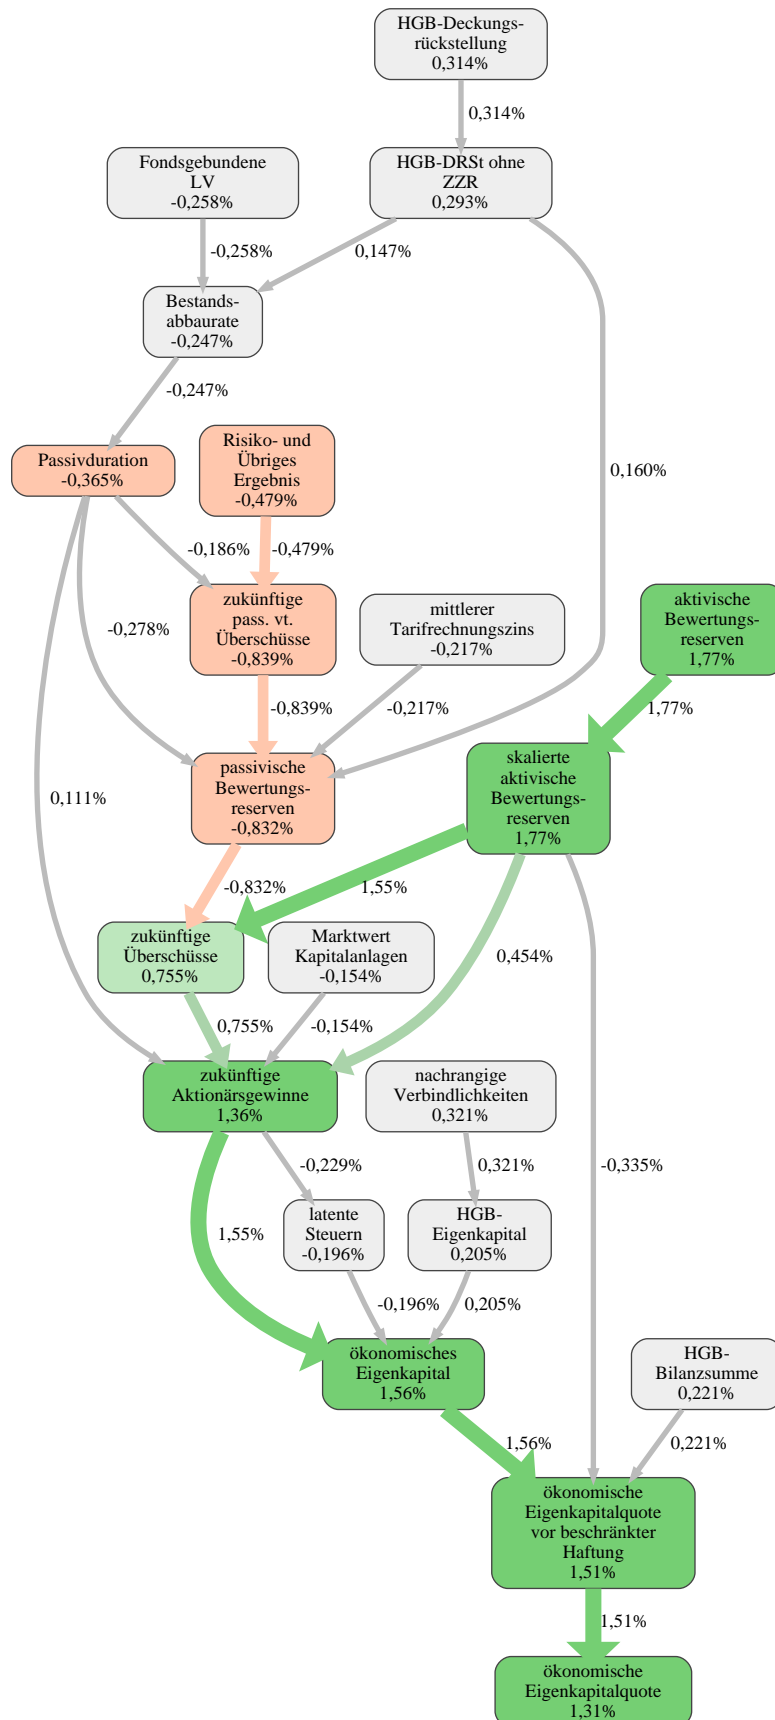 HGB-Deckungs-
rückstellung
0,314%
0,314%
Fondsgebundene
LV
-0,258%
HGB-DRSt ohne
ZZR
0,293%
-0,258%
0,147%
Bestands-
abbaurate
-0,247%
-0,247%
Passivduration
-0,365%
Risiko- und
Übriges
Ergebnis
-0,479%
0,160%
-0,186%
-0,479%
zukünftige
pass. vt.
Überschüsse
-0,839%
mittlerer
Tarifrechnungszins
-0,217%
aktivische
Bewertungs-
reserven
1,77%
-0,278%
-0,839%
-0,217%
1,77%
passivische
Bewertungs-
reserven
-0,832%
skalierte
aktivische
Bewertungs-
reserven
1,77%
0,111%
-0,832%
1,55%
zukünftige
Überschüsse
0,755%
Marktwert
Kapitalanlagen
-0,154%
0,454%
0,755%
-0,154%
zukünftige
Aktionärsgewinne
1,36%
nachrangige
Verbindlichkeiten
0,321%
-0,229%
0,321%
-0,335%
latente
Steuern
-0,196%
HGB-
Eigenkapital
0,205%
1,55%
-0,196%
0,205%
ökonomisches
Eigenkapital
1,56%
HGB-
Bilanzsumme
0,221%
1,56%
0,221%
ökonomische
Eigenkapitalquote
vor beschränkter
Haftung
1,51%
1,51%
ökonomische
Eigenkapitalquote
1,31%